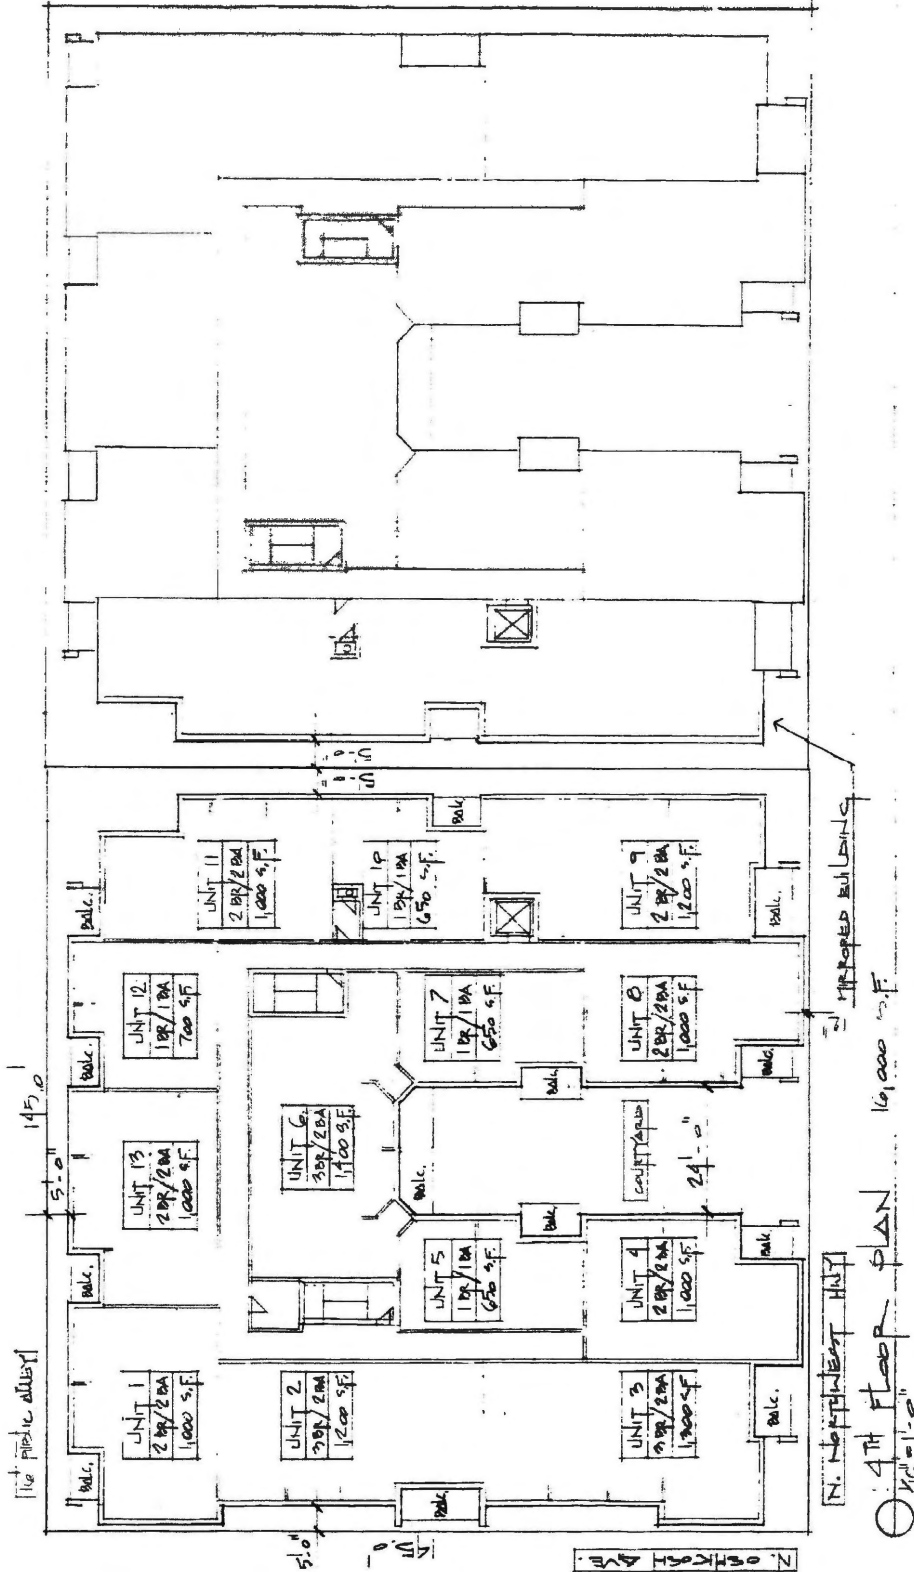 16' PUBLIC ALLEY
145'-0"
5'-0"
Balc.
Balc.
Balc.
Balc.
UNIT 1
2 BR/2 BA
1,000 S.F.
UNIT 13
2 BR/2 BA
1,000 S.F.
UNIT 12
1 BR/1 BA
700 S.F.
UNIT 11
2 BR/2 BA
1,000 S.F.
UNIT 2
3 BR/2 BA
1,200 S.F.
UNIT 6
3 BR/2 BA
1,400 S.F.
UNIT 10
1 BR/1 BA
650 S.F.
5'-0"
5'-0"
5'-0"
Balc.
Balc.
Balc.
UNIT 5
1 BR/1 BA
650 S.F.
UNIT 7
1 BR/1 BA
650 S.F.
Balc.
Balc.
UNIT 3
3 BR/2 BA
1,300 S.F.
UNIT 4
2 BR/2 BA
1,000 S.F.
COURTYARD
24'-0"
UNIT 8
2 BR/2 BA
1,000 S.F.
UNIT 9
2 BR/2 BA
1,200 S.F.
Balc.
Balc.
Balc.
Balc.
N. NORTHWEST HWY
MIRRORED BUILDING
4TH FLOOR PLAN
16,000 S.F.
1/16"=1'-0"